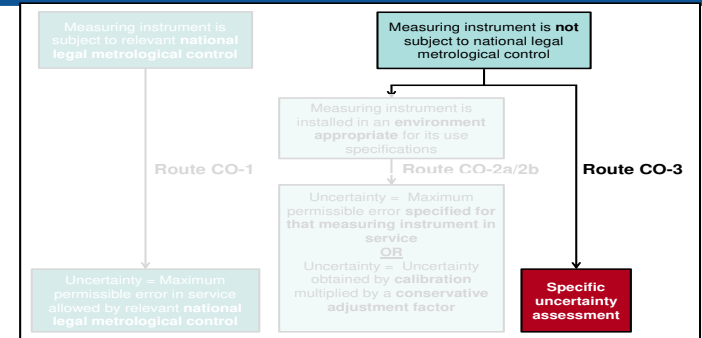 Measuring instrument is
subject to relevant national
legal metrological control
Measuring instrument is not
subject to national legal
metrological control
Measuring instrument is
installed in an environment
appropriate for its use
specifications
Route CO-1
Route CO-2a/2b
Route CO-3
Uncertainty = Maximum
permissible error specified for
that measuring instrument in
service
OR
Uncertainty = Uncertainty
obtained by calibration
multiplied by a conservative
adjustment factor
Uncertainty = Maximum
permissible error in service
allowed by relevant national
legal metrological control
Specific
uncertainty
assessment